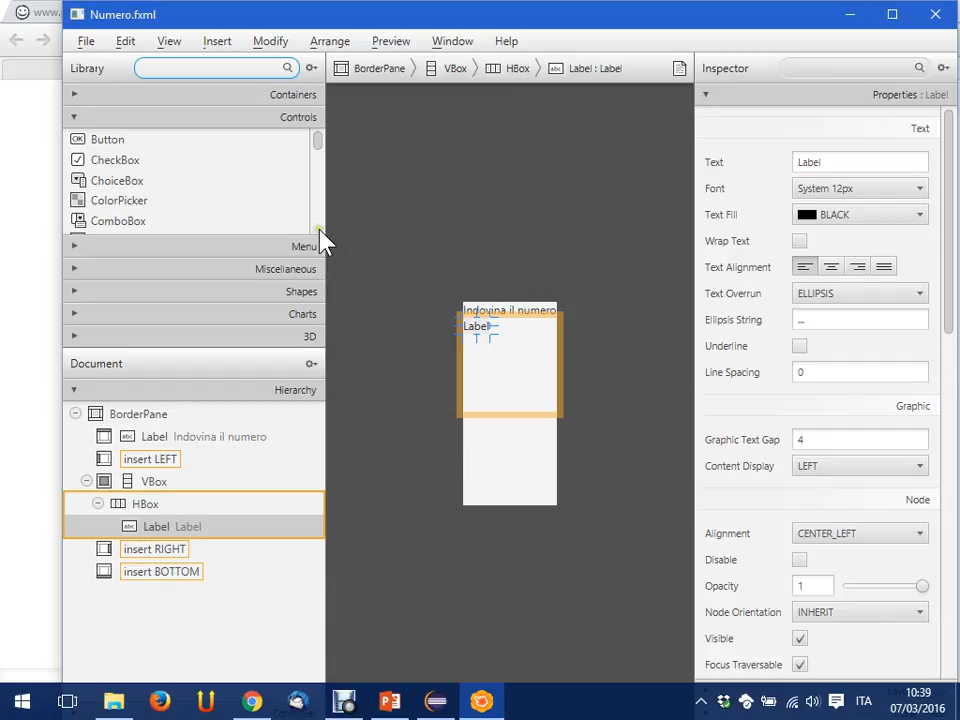 www.
Numero.fxml
File Edit View Insert Modify Arrange Preview Window Help
Library
BorderPane VBox HBox abc Label : Label
Inspector
Containers
Controls
OK Button
CheckBox
ChoiceBox
ColorPicker
ComboBox
Menu
Miscellaneous
Shapes
Charts
3D
Document
Hierarchy
BorderPane
abc Label Indovina il numero
insert LEFT
VBox
HBox
abc Label Label
insert RIGHT
insert BOTTOM
Indovina il numero
Label
Properties : Label
Text
Text Label
Font System 12px
Text Fill BLACK
Wrap Text
Text Alignment
Text Overrun ELLIPSIS
Ellipsis String ...
Underline
Line Spacing 0
Graphic
Graphic Text Gap 4
Content Display LEFT
Node
Alignment CENTER_LEFT
Disable
Opacity 1
Node Orientation INHERIT
Visible
Focus Traversable
ITA
10:39
07/03/2016